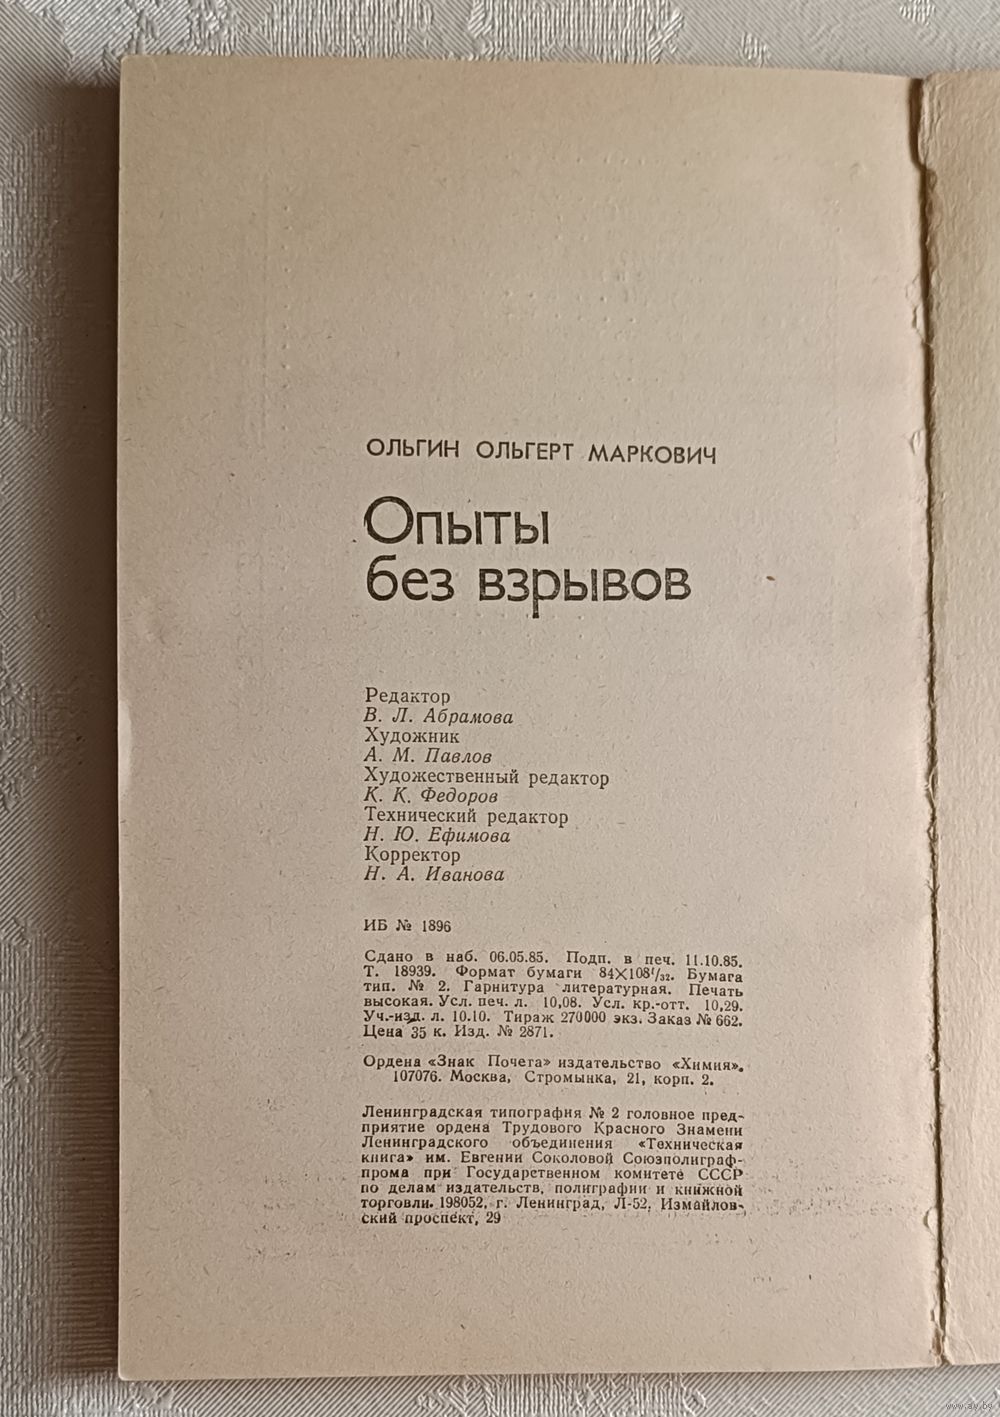 ОЛЬГИН ОЛЬГЕРТ МАРКОВИЧ
Опыты
без взрывов
Редактор
В. Л. Абрамова
Художник
А. М. Павлов
Художественный редактор
К. К. Федоров
Технический редактор
Н. Ю. Ефимова
Корректор
Н. А. Иванова
ИБ № 1896
Сдано в наб. 06.05.85. Подп. в печ. 11.10.85.
Т. 18939. Формат бумаги 84×108¹/₃₂. Бумага
тип. № 2. Гарнитура литературная. Печать
высокая. Усл. печ. л. 10,08. Усл. кр.-отт. 10,29.
Уч.-изд. л. 10.10. Тираж 270000 экз. Заказ № 662.
Цена 35 к. Изд. № 2871.
Ордена «Знак Почета» издательство «Химия».
107076. Москва, Стромынка, 21, корп. 2.
Ленинградская типография № 2 головное пред-
приятие ордена Трудового Красного Знамени
Ленинградского объединения «Техническая
книга» им. Евгении Соколовой Союзполиграф-
прома при Государственном комитете СССР
по делам издательств, полиграфии и книжной
торговли. 198052, г. Ленинград, Л-52, Измайлов-
ский проспект, 29
www.ay.by